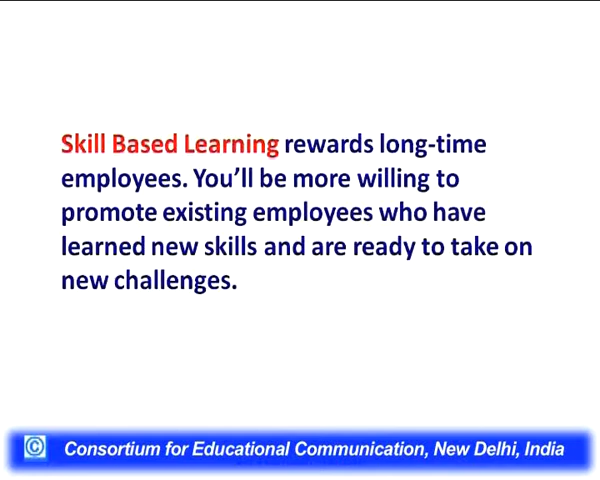 Skill Based Learning rewards long-time
employees. You’ll be more willing to
promote existing employees who have
learned new skills and are ready to take on
new challenges.
© Consortium for Educational Communication, New Delhi, India